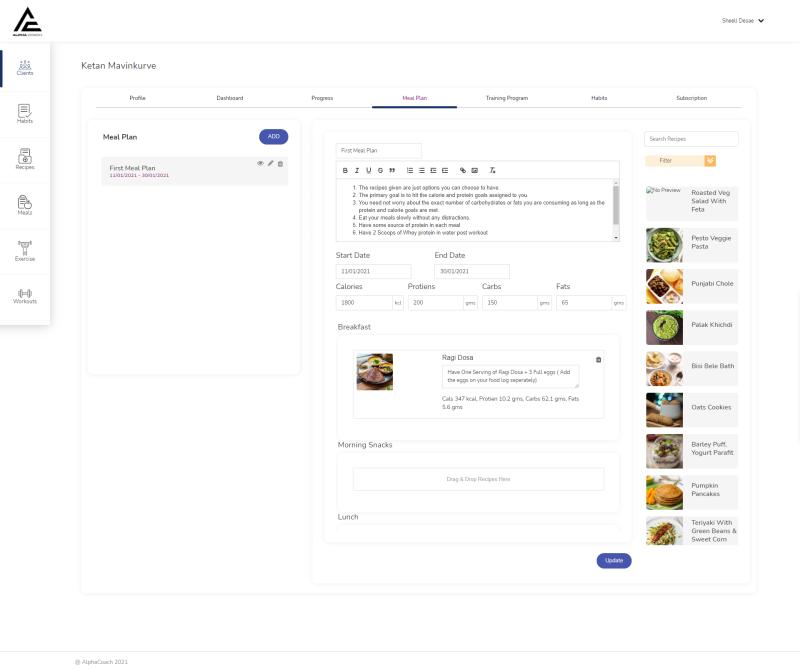 ALPHA COACH
Sheeli Desae
Clients
Habits
Recipes
Meals
Exercise
Workouts
Ketan Mavinkurve
Profile
Dashboard
Progress
Meal Plan
Training Program
Habits
Subscription
Meal Plan
ADD
First Meal Plan
11/01/2021 - 30/01/2021
First Meal Plan
B I U S
1. The recipes given are just options you can choose to have.
2. The primary goal is to hit the calorie and protein goals assigned to you.
3. You need not worry about the exact number of carbohydrates or fats you are consuming as long as the
protein and calorie goals are met.
4. Eat your meals slowly without any distractions.
5. Have some source of protein in each meal
6. Have 2 Scoops of Whey protein in water post workout
Start Date
End Date
11/01/2021
30/01/2021
Calories
Protiens
Carbs
Fats
1800
kcl
200
gms
150
gms
65
gms
Breakfast
Ragi Dosa
Have One Serving of Ragi Dosa + 3 Full eggs ( Add
the eggs on your food log seperately)
Cals 347 kcal, Protien 10.2 gms, Carbs 62.1 gms, Fats
5.6 gms
Morning Snacks
Drag & Drop Recipes Here
Lunch
Update
Search Recipes
Filter
No Preview
Roasted Veg
Salad With
Feta
Pesto Veggie
Pasta
Punjabi Chole
Palak Khichdi
Bisi Bele Bath
Oats Cookies
Barley Puff,
Yogurt Parafit
Pumpkin
Pancakes
Teriyaki With
Green Beans &
Sweet Corn
@ AlphaCoach 2021